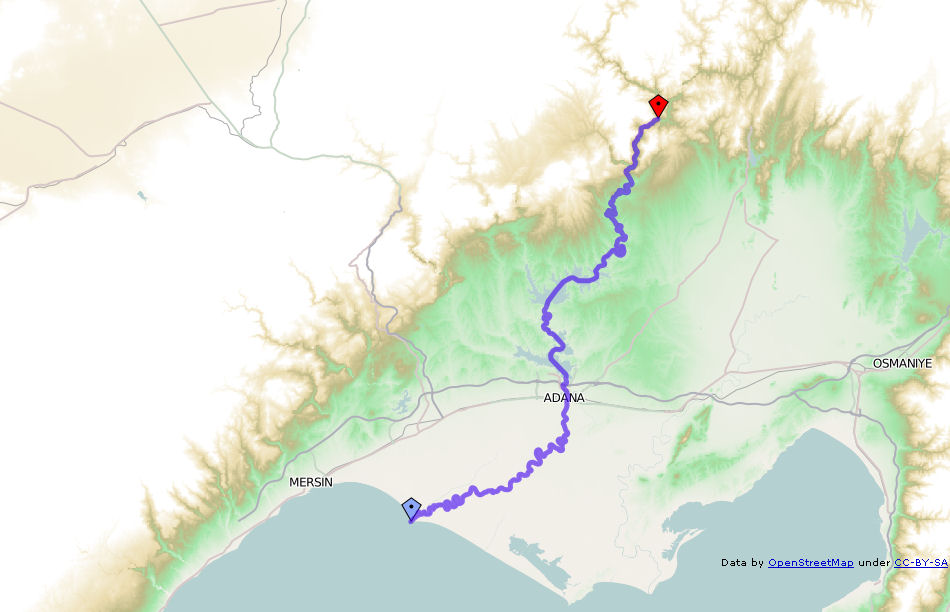 OSMANIYE
ADANA
MERSIN
Data by OpenStreetMap under CC-BY-SA